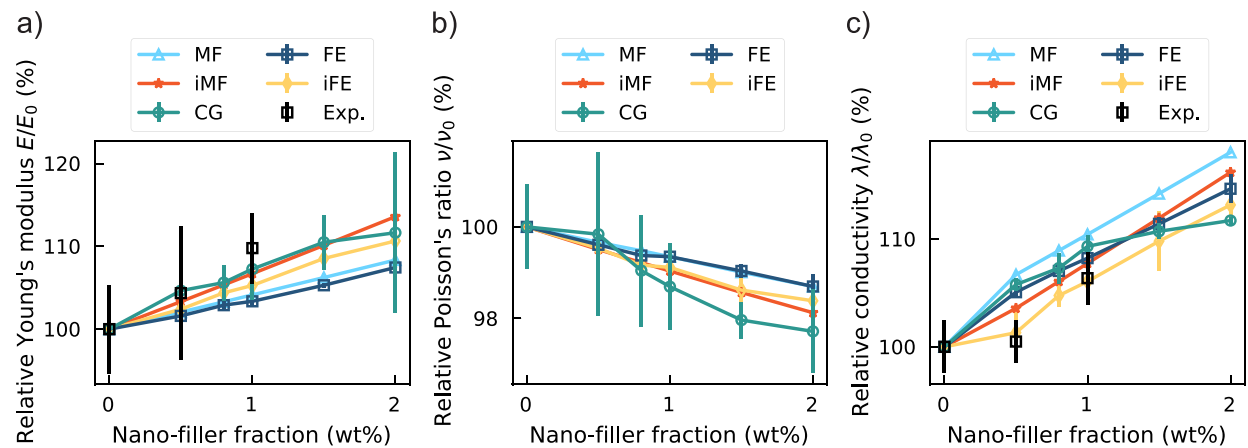 a)
MF
FE
iMF
iFE
CG
Exp.
Relative Young's modulus E/E₀ (%)
120
110
100
0
1
2
Nano-filler fraction (wt%)
b)
MF
FE
iMF
iFE
CG
Relative Poisson's ratio ν/ν₀ (%)
100
98
0
1
2
Nano-filler fraction (wt%)
c)
MF
FE
iMF
iFE
CG
Exp.
Relative conductivity λ/λ₀ (%)
110
100
0
1
2
Nano-filler fraction (wt%)